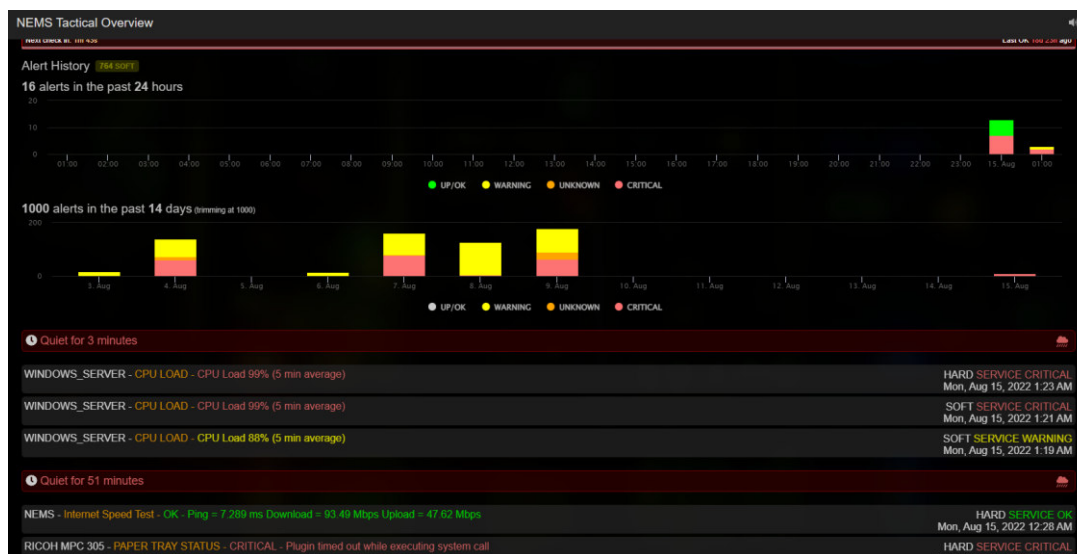 NEMS Tactical Overview
Next check at: 1m 43s
Last OK 18d 23h ago
Alert History 764 SOFT
16 alerts in the past 24 hours
20
10
0
01:00 02:00 03:00 04:00 05:00 06:00 07:00 08:00 09:00 10:00 11:00 12:00 13:00 14:00 15:00 16:00 17:00 18:00 19:00 20:00 21:00 22:00 23:00 15. Aug 01:00
UP/OK WARNING UNKNOWN CRITICAL
1000 alerts in the past 14 days (trimming at 1000)
200
0
3. Aug 4. Aug 5. Aug 6. Aug 7. Aug 8. Aug 9. Aug 10. Aug 11. Aug 12. Aug 13. Aug 14. Aug 15. Aug
UP/OK WARNING UNKNOWN CRITICAL
Quiet for 3 minutes
WINDOWS_SERVER - CPU LOAD - CPU Load 99% (5 min average)
HARD SERVICE CRITICAL
Mon, Aug 15, 2022 1:23 AM
WINDOWS_SERVER - CPU LOAD - CPU Load 99% (5 min average)
SOFT SERVICE CRITICAL
Mon, Aug 15, 2022 1:21 AM
WINDOWS_SERVER - CPU LOAD - CPU Load 88% (5 min average)
SOFT SERVICE WARNING
Mon, Aug 15, 2022 1:19 AM
Quiet for 51 minutes
NEMS - Internet Speed Test - OK - Ping = 7.289 ms Download = 93.49 Mbps Upload = 47.62 Mbps
HARD SERVICE OK
Mon, Aug 15, 2022 12:28 AM
RICOH MPC 305 - PAPER TRAY STATUS - CRITICAL - Plugin timed out while executing system call
HARD SERVICE CRITICAL